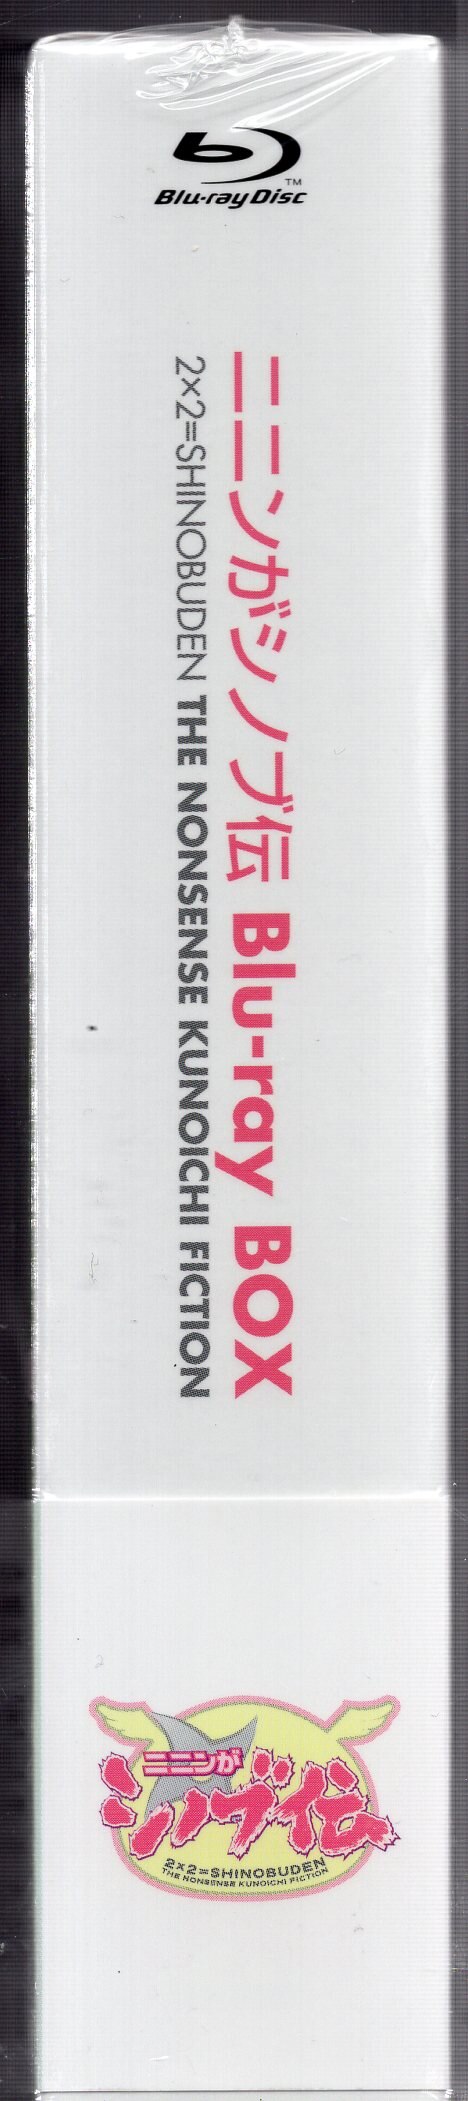 Blu-ray Disc™
ニニンがシノブ伝 Blu-ray BOX
2×2=SHINOBUDEN THE NONSENSE KUNOICHI FICTION
ニニンが
シノブ伝
2×2=SHINOBUDEN
THE NONSENSE KUNOICHI FICTION